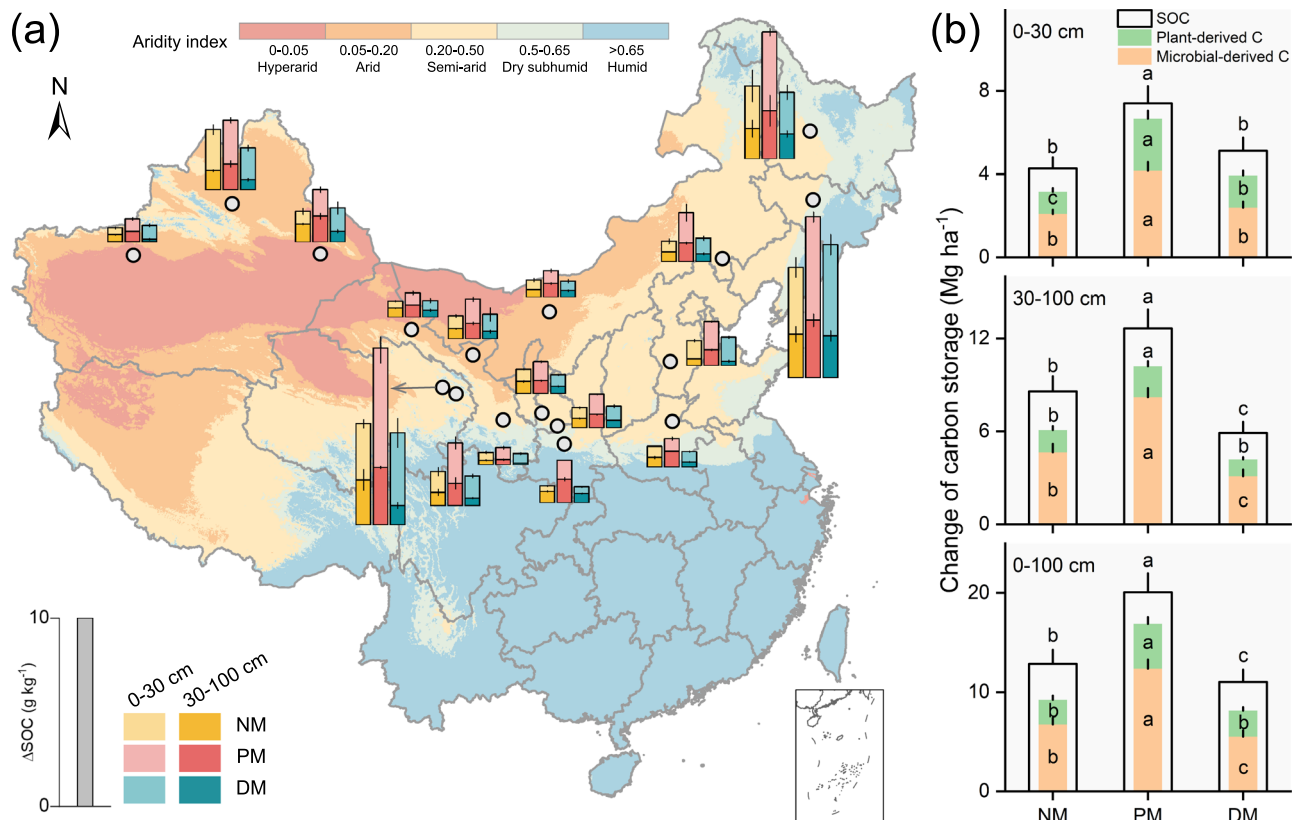 (a)
Aridity index
0-0.05 0.05-0.20 0.20-0.50 0.5-0.65 >0.65
Hyperarid Arid Semi-arid Dry subhumid Humid
N
10
0
ΔSOC (g kg⁻¹)
0-30 cm 30-100 cm
NM
PM
DM
(b)
Change of carbon storage (Mg ha⁻¹)
0-30 cm
SOC
Plant-derived C
Microbial-derived C
8
4
0
b a b
c a b
b a b
30-100 cm
12
6
0
b a c
b a b
b a c
0-100 cm
20
10
0
b a c
b a b
b a c
NM PM DM